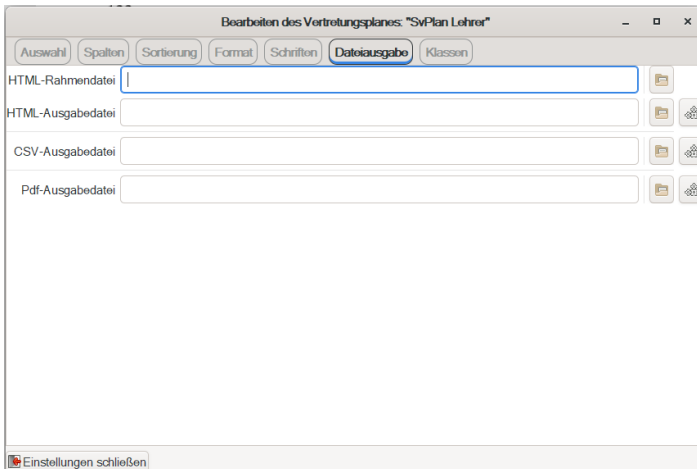 Bearbeiten des Vertretungsplanes: "SvPlan Lehrer"
Auswahl Spalten Sortierung Format Schriften Dateiausgabe Klassen
HTML-Rahmendatei
HTML-Ausgabedatei
CSV-Ausgabedatei
Pdf-Ausgabedatei
Einstellungen schließen